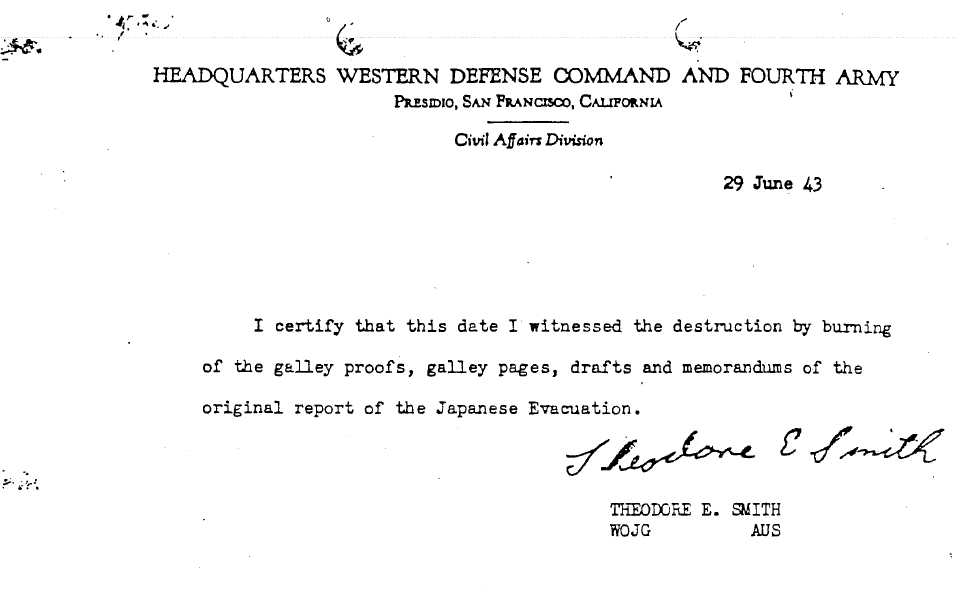 HEADQUARTERS WESTERN DEFENSE COMMAND AND FOURTH ARMY
PRESIDIO, SAN FRANCISCO, CALIFORNIA
Civil Affairs Division
29 June 43
I certify that this date I witnessed the destruction by burning
of the galley proofs, galley pages, drafts and memorandums of the
original report of the Japanese Evacuation.
Theodore E Smith
THEODORE E. SMITH
WOJG AUS